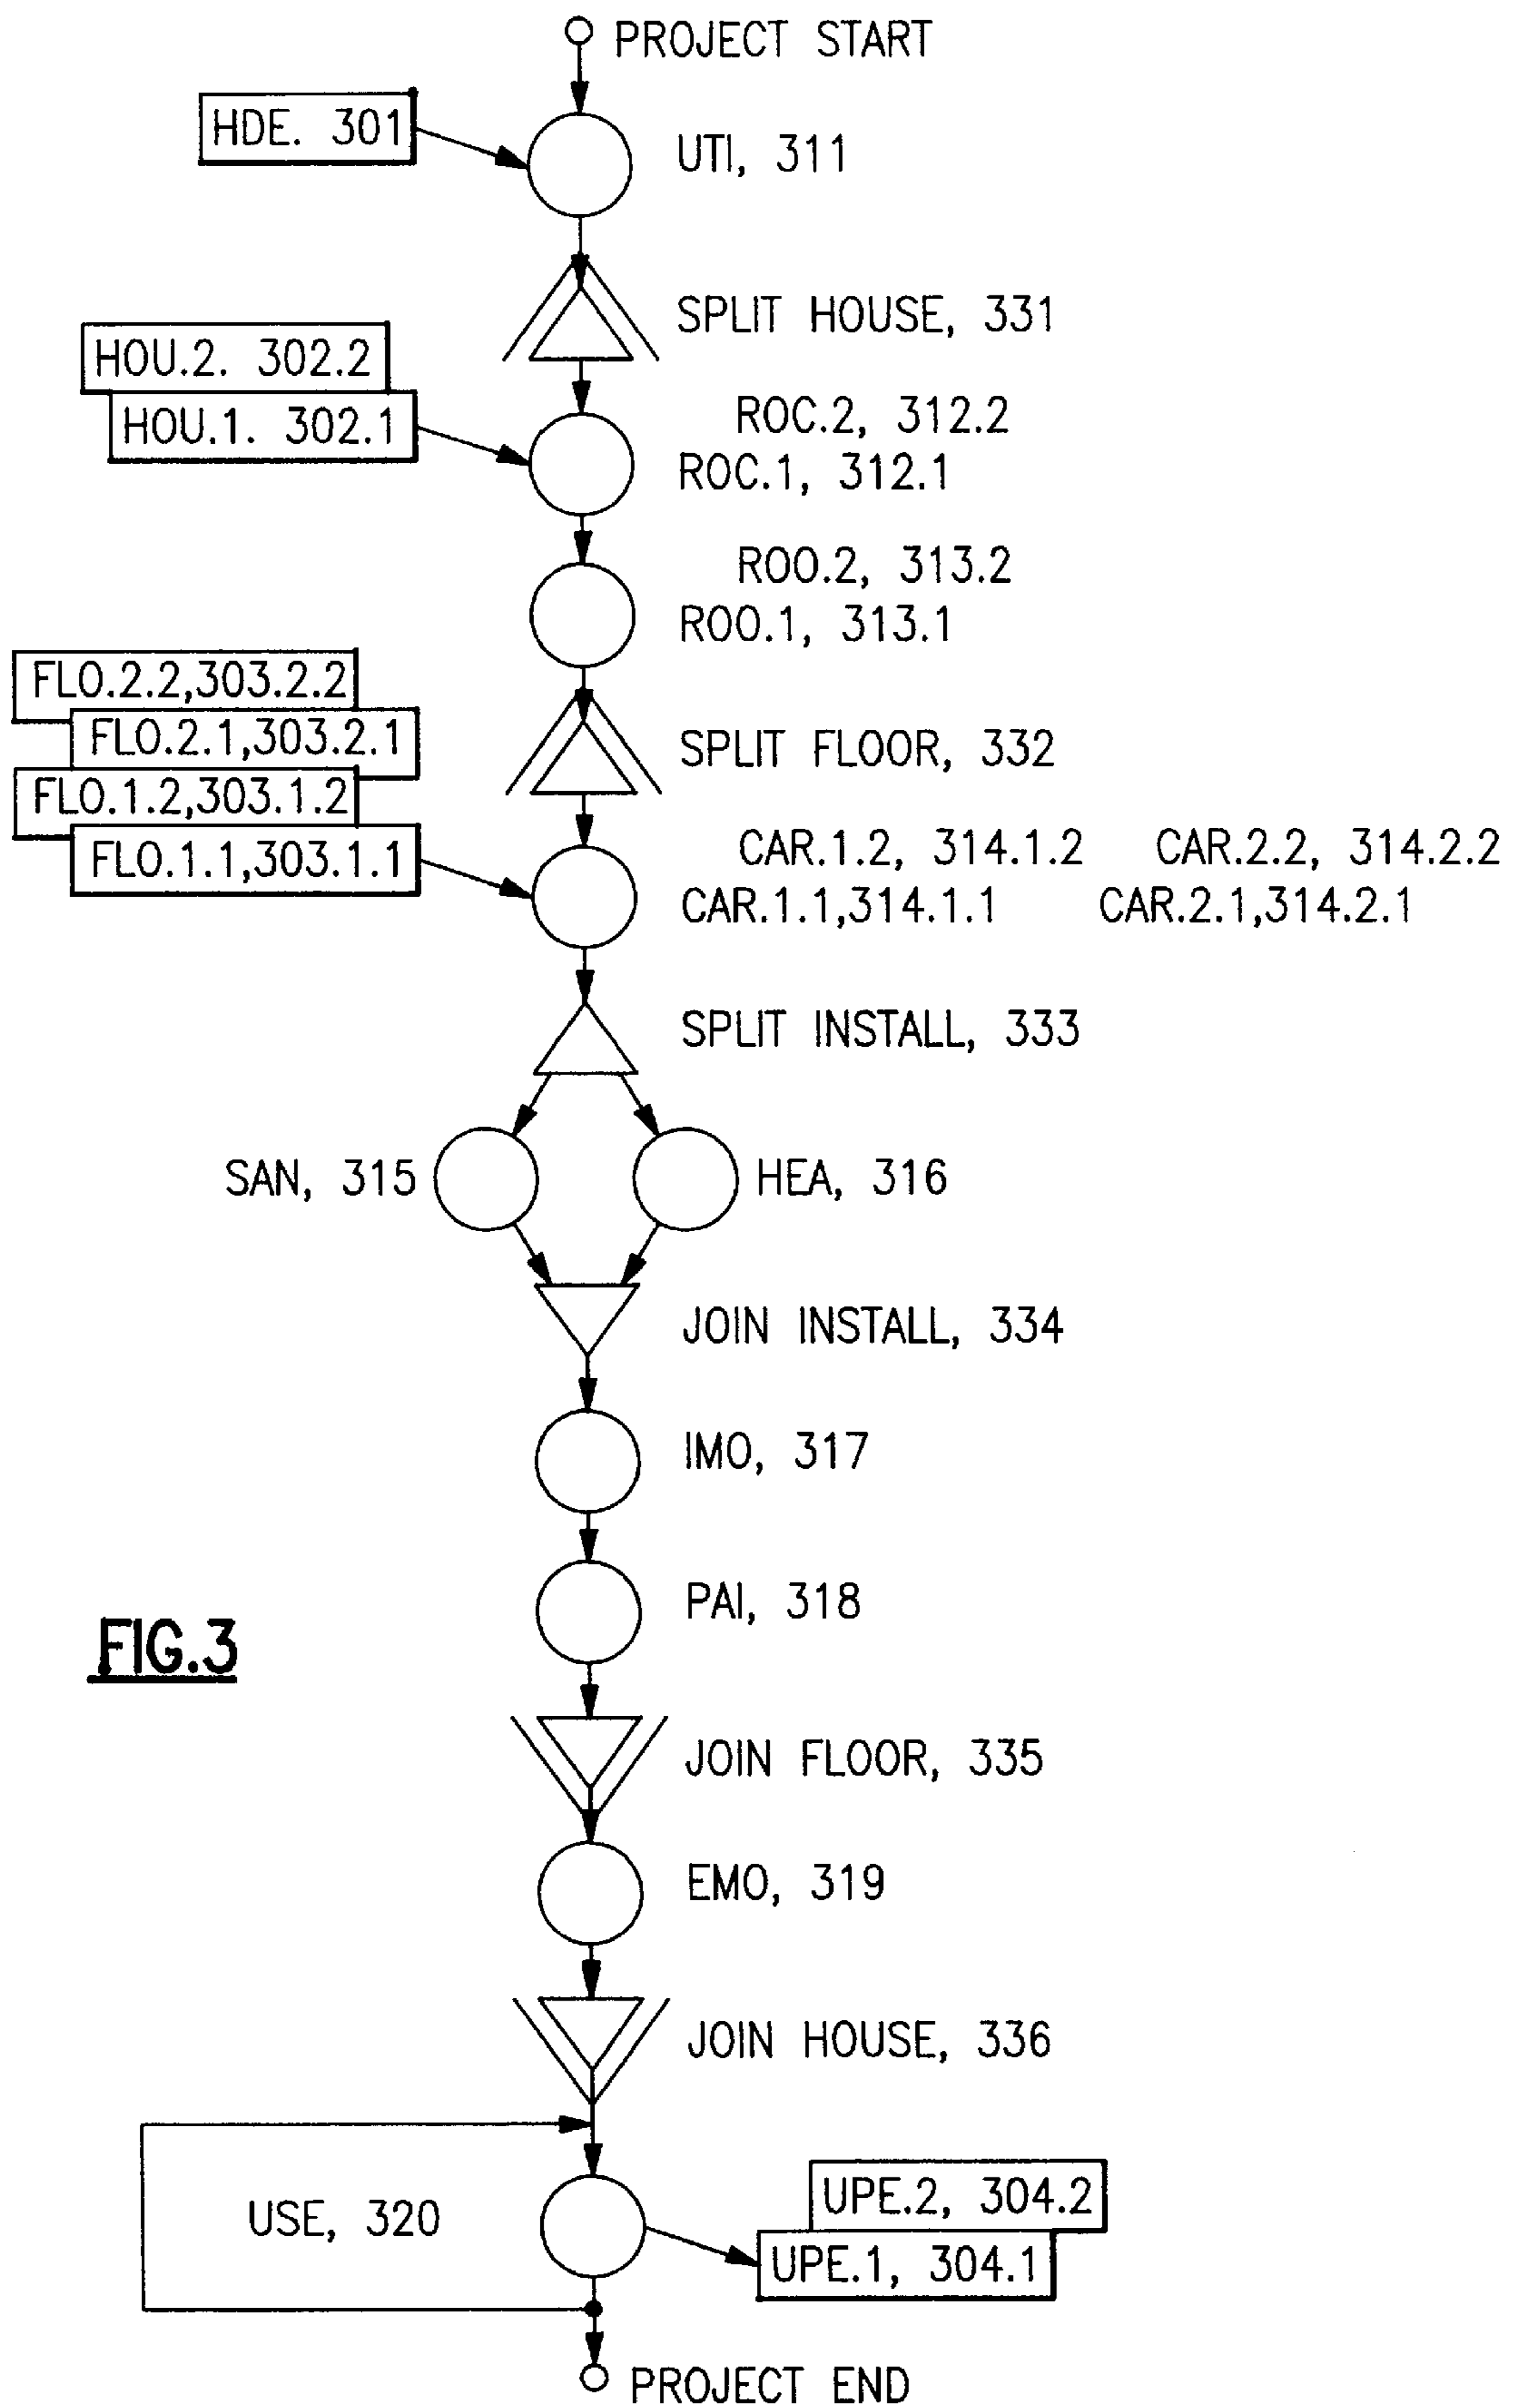 PROJECT START
HDE. 301
UTI, 311
SPLIT HOUSE, 331
HOU.2. 302.2
HOU.1. 302.1
ROC.2, 312.2
ROC.1, 312.1
ROO.2, 313.2
ROO.1, 313.1
FLO.2.2,303.2.2
FLO.2.1,303.2.1
SPLIT FLOOR, 332
FLO.1.2,303.1.2
FLO.1.1,303.1.1
CAR.1.2, 314.1.2 CAR.2.2, 314.2.2
CAR.1.1,314.1.1 CAR.2.1,314.2.1
SPLIT INSTALL, 333
SAN, 315
HEA, 316
JOIN INSTALL, 334
IMO, 317
PAI, 318
FIG.3
JOIN FLOOR, 335
EMO, 319
JOIN HOUSE, 336
USE, 320
UPE.2, 304.2
UPE.1, 304.1
PROJECT END